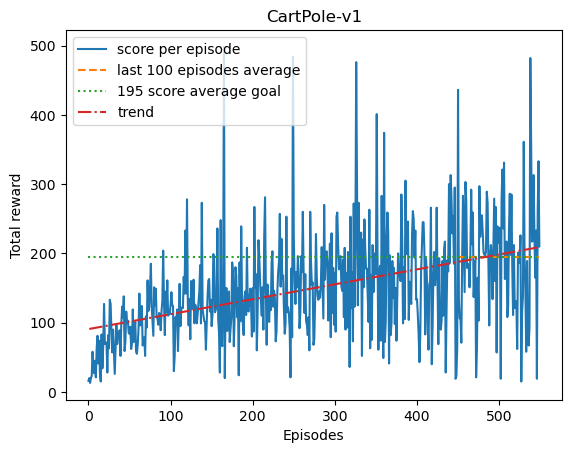 CartPole-v1
score per episode
last 100 episodes average
195 score average goal
trend
Total reward
500
400
300
200
100
0
0 100 200 300 400 500
Episodes